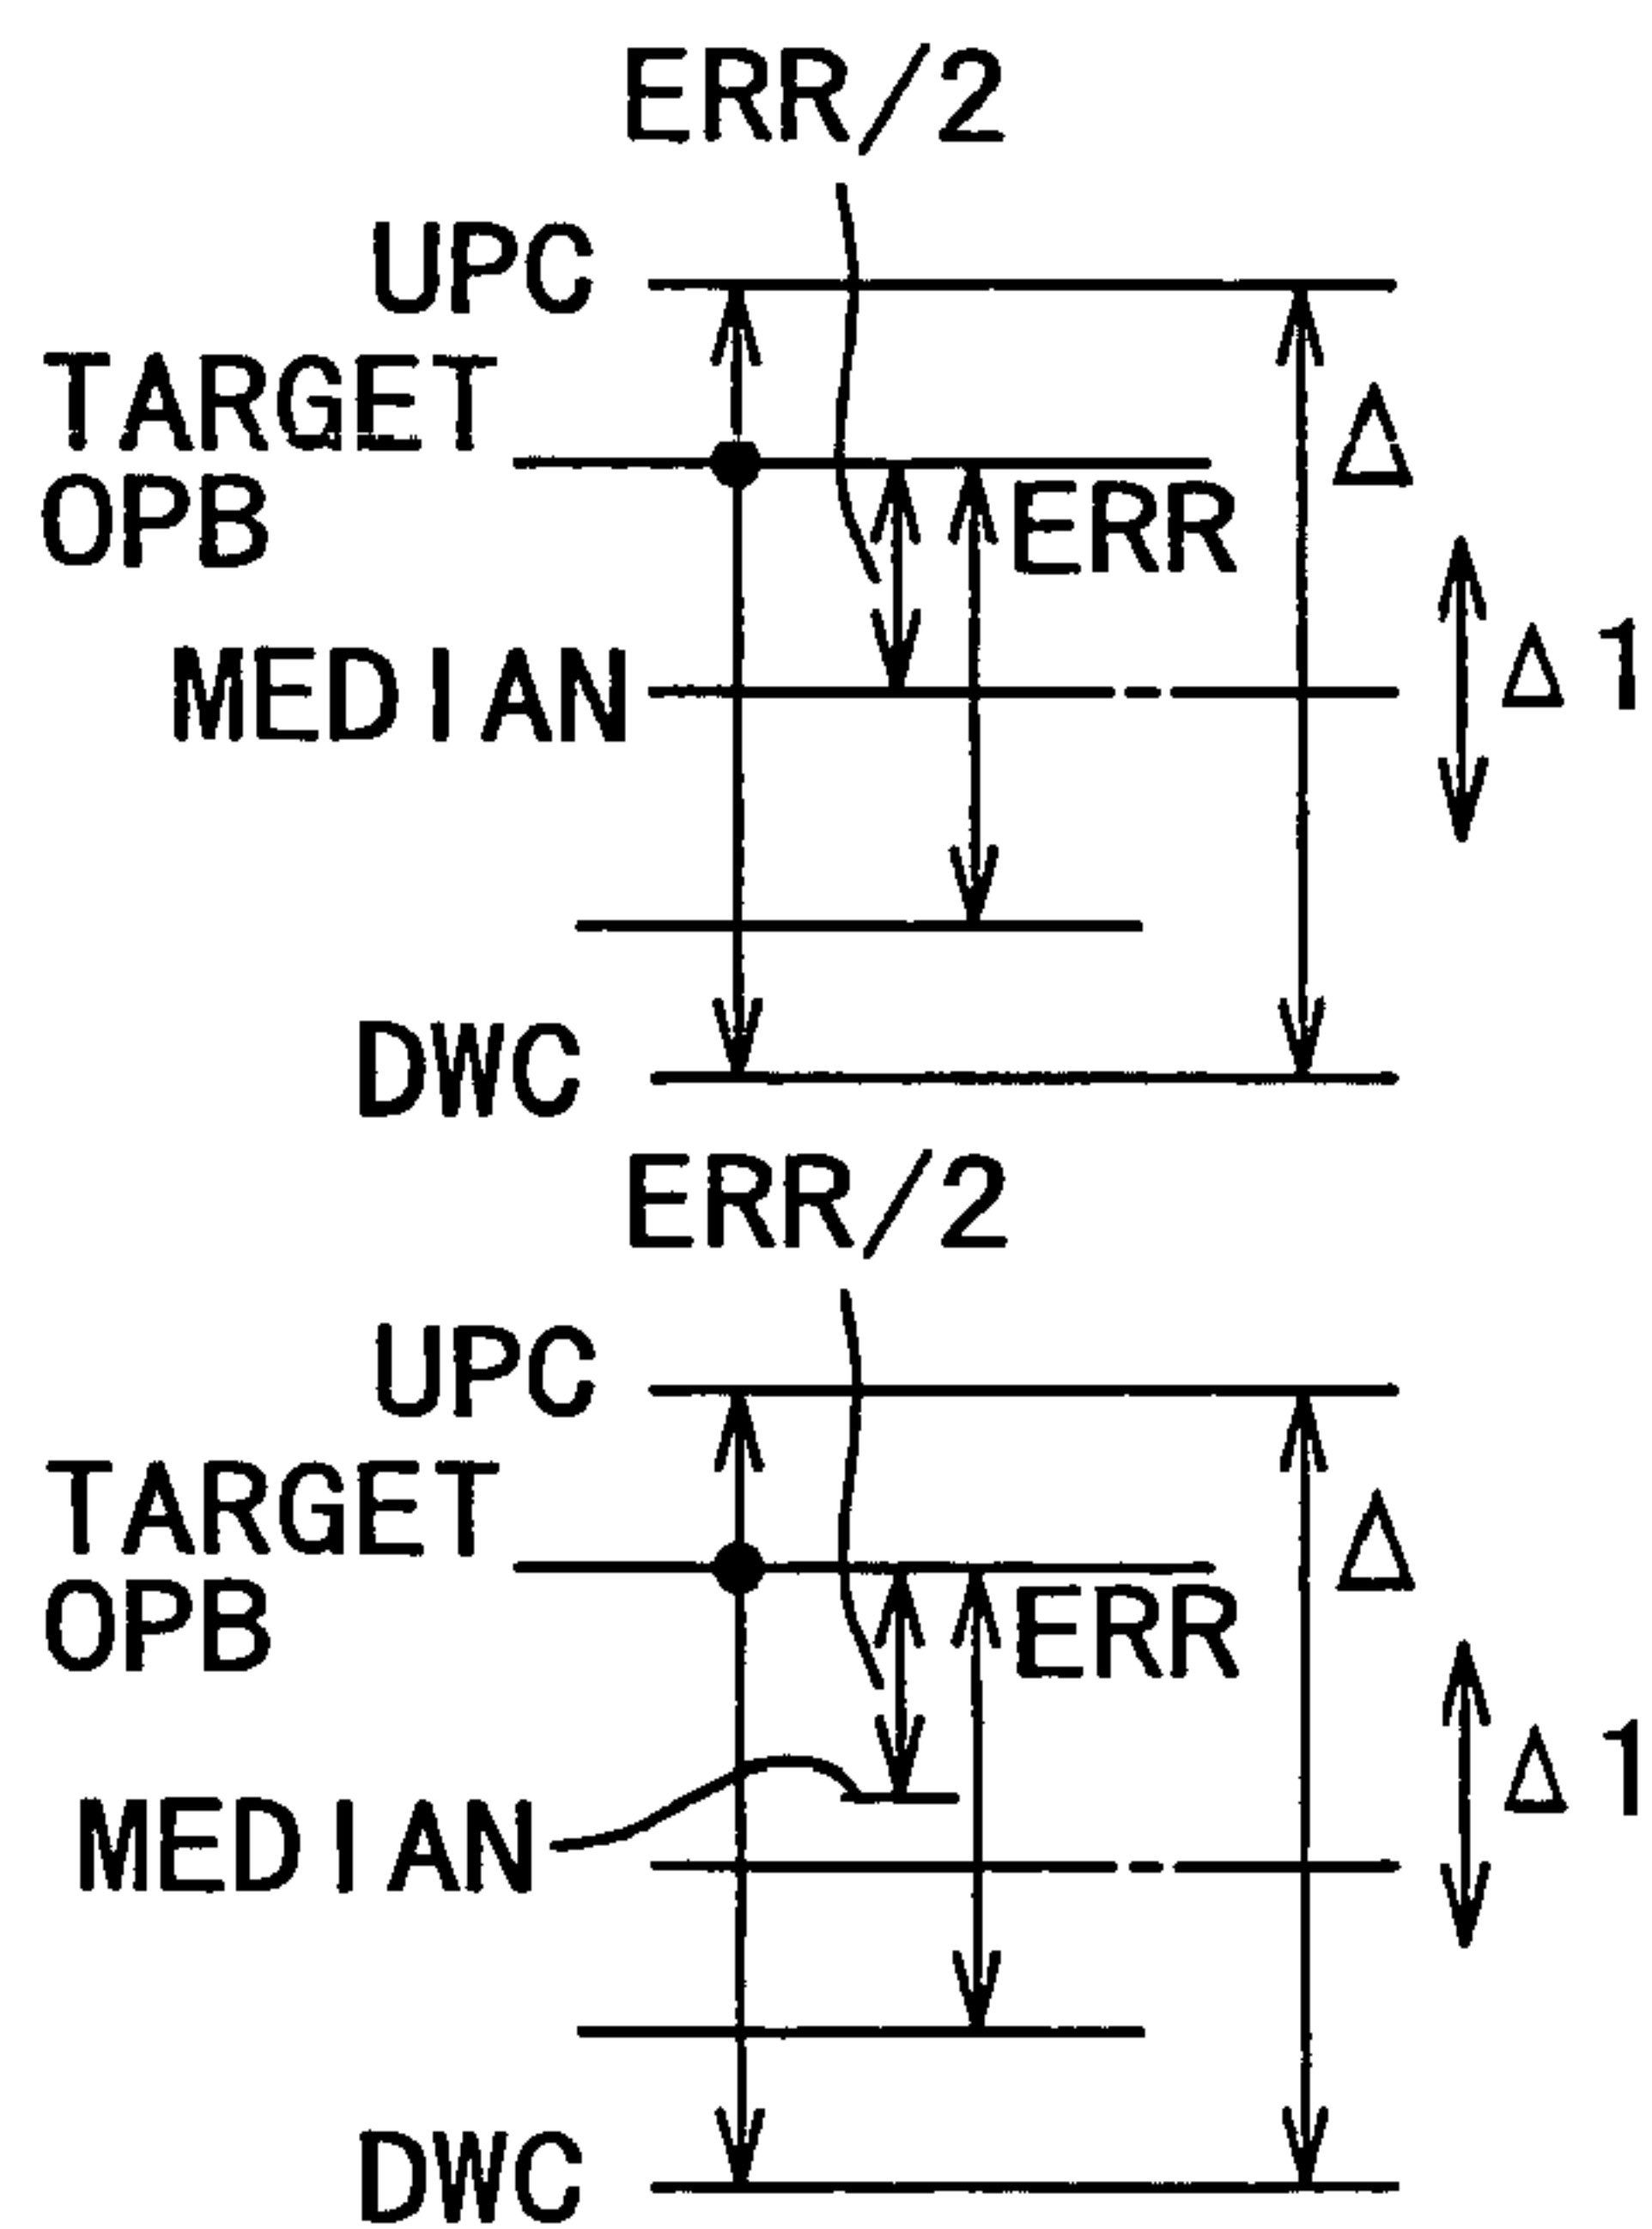 ERR/2
UPC
TARGET
OPB
Δ
ERR
MEDIAN
Δ1
DWC
ERR/2
UPC
TARGET
OPB
Δ
ERR
MEDIAN
Δ1
DWC